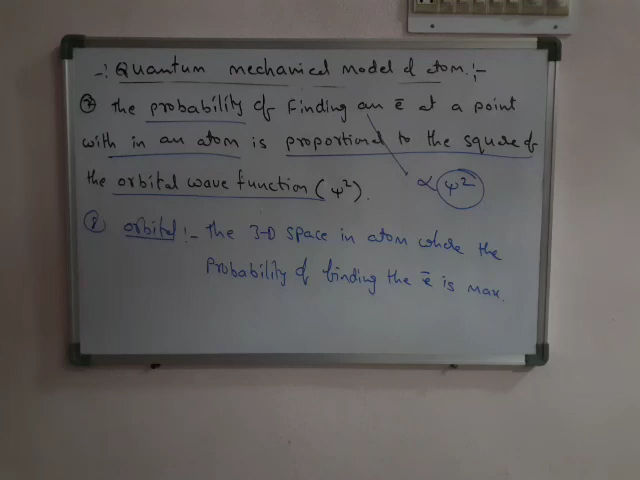 -: Quantum mechanical model of atom:-
⑦ The probability of Finding an ē at a point
with in an atom is proportional to the square of
the orbital wave function (ψ²). ∝ ψ²
⑧ orbital:- The 3-D space in atom where the
Probability of finding the ē is max.